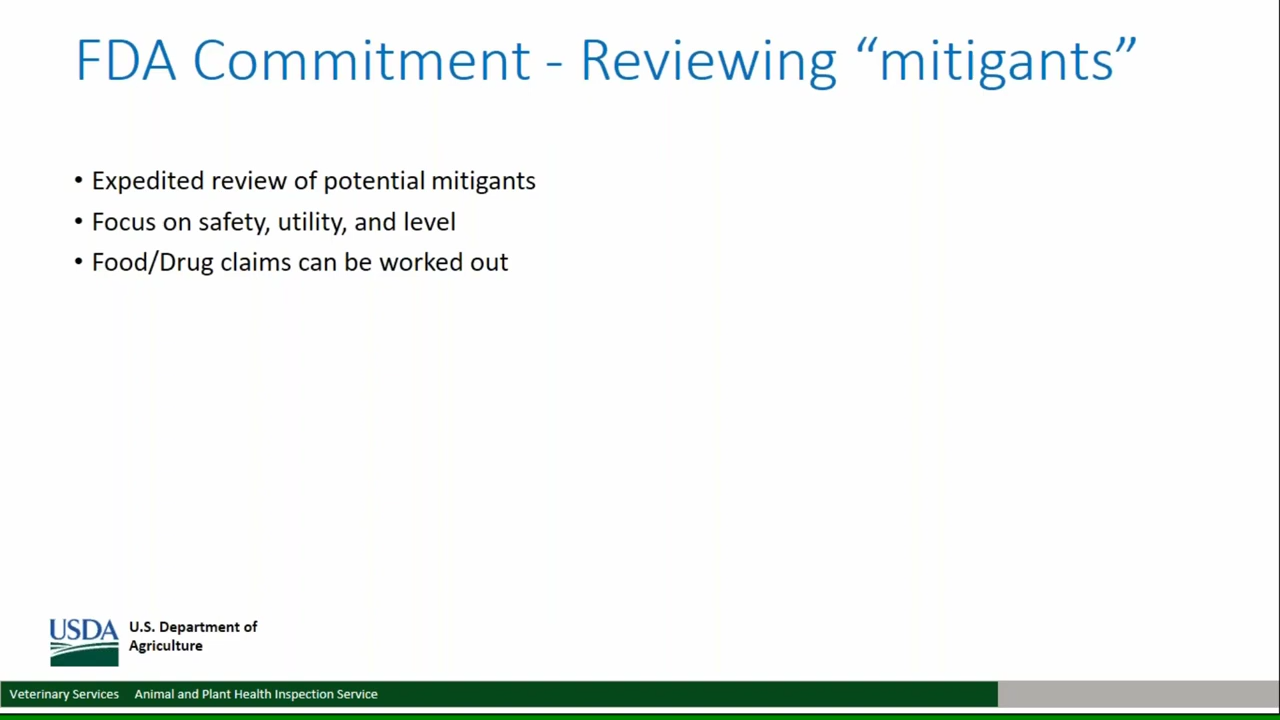 FDA Commitment - Reviewing “mitigants”
• Expedited review of potential mitigants
• Focus on safety, utility, and level
• Food/Drug claims can be worked out
USDA
U.S. Department of
Agriculture
Veterinary Services Animal and Plant Health Inspection Service